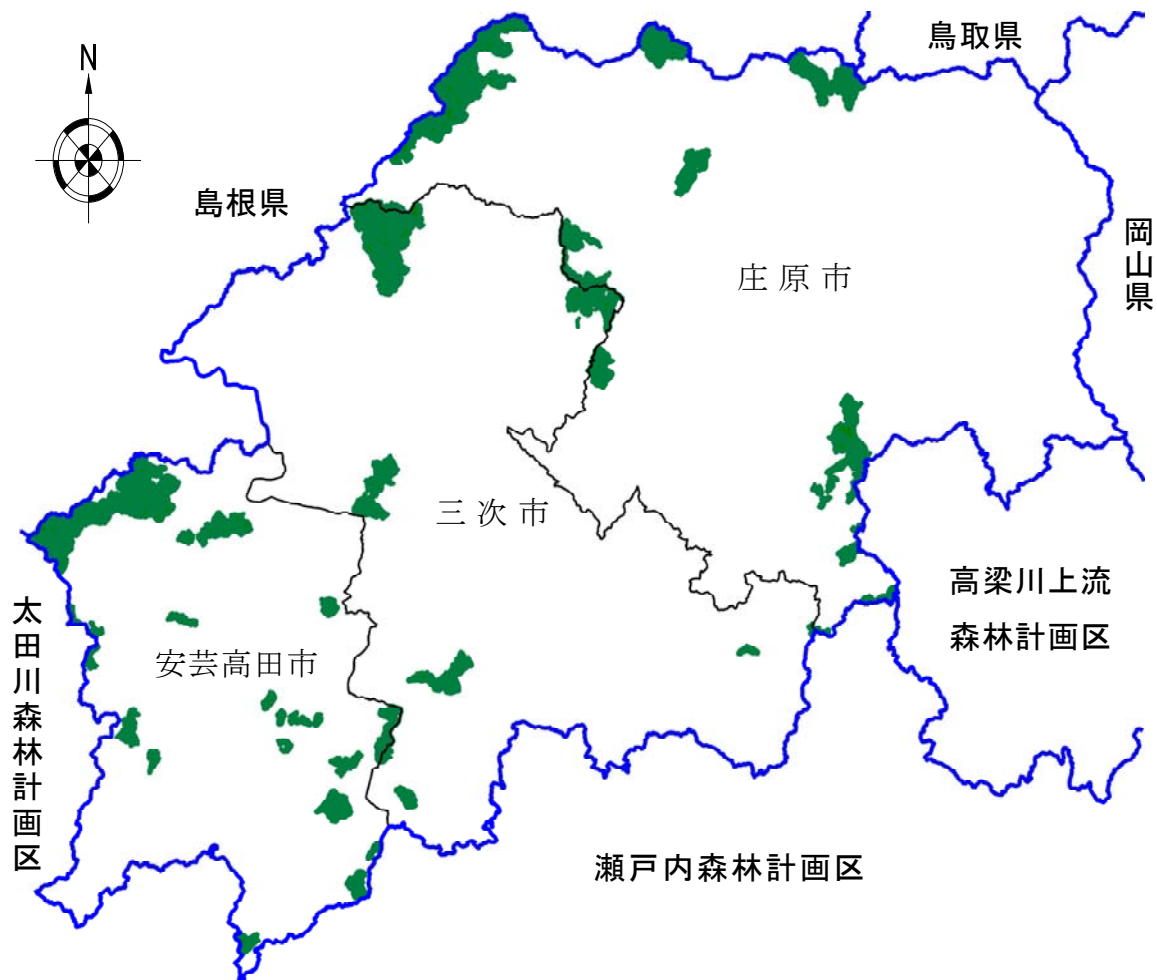 鳥取県
N
島根県
岡山県
庄原市
三次市
高梁川上流
森林計画区
太田川森林計画区
安芸高田市
瀬戸内森林計画区